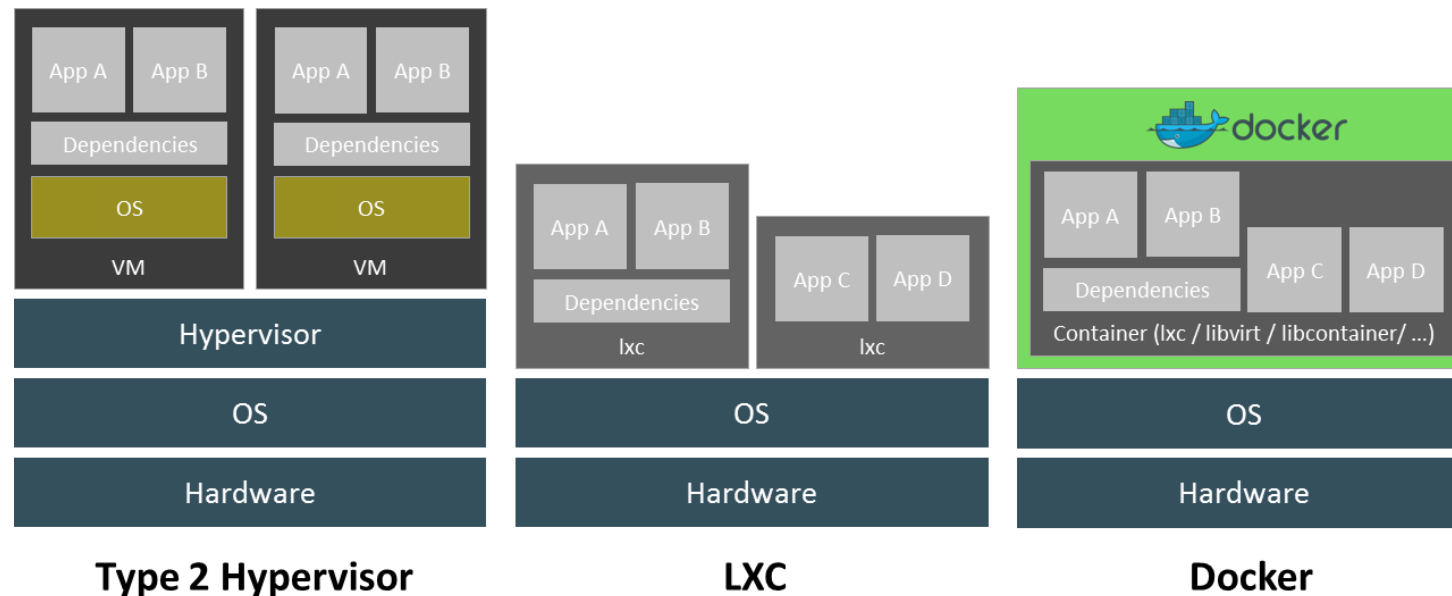 App A App B
Dependencies
OS
VM
App A App B
Dependencies
OS
VM
Hypervisor
OS
Hardware
Type 2 Hypervisor
App A App B
Dependencies
lxc
App C App D
lxc
OS
Hardware
LXC
docker
App A App B
Dependencies
App C App D
Container (lxc / libvirt / libcontainer/ ...)
OS
Hardware
Docker